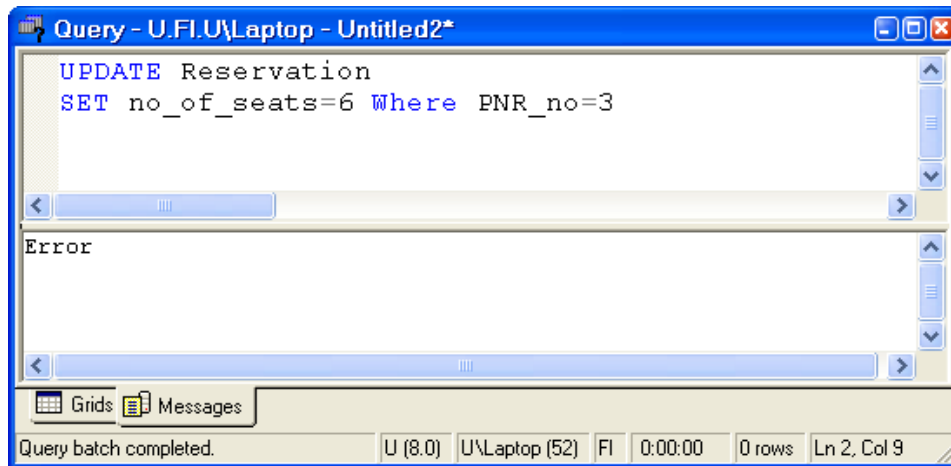 Query - U.FI.U\Laptop - Untitled2*
UPDATE Reservation
SET no_of_seats=6 Where PNR_no=3
Error
Grids Messages
Query batch completed. U (8.0) U\Laptop (52) FI 0:00:00 0 rows Ln 2, Col 9